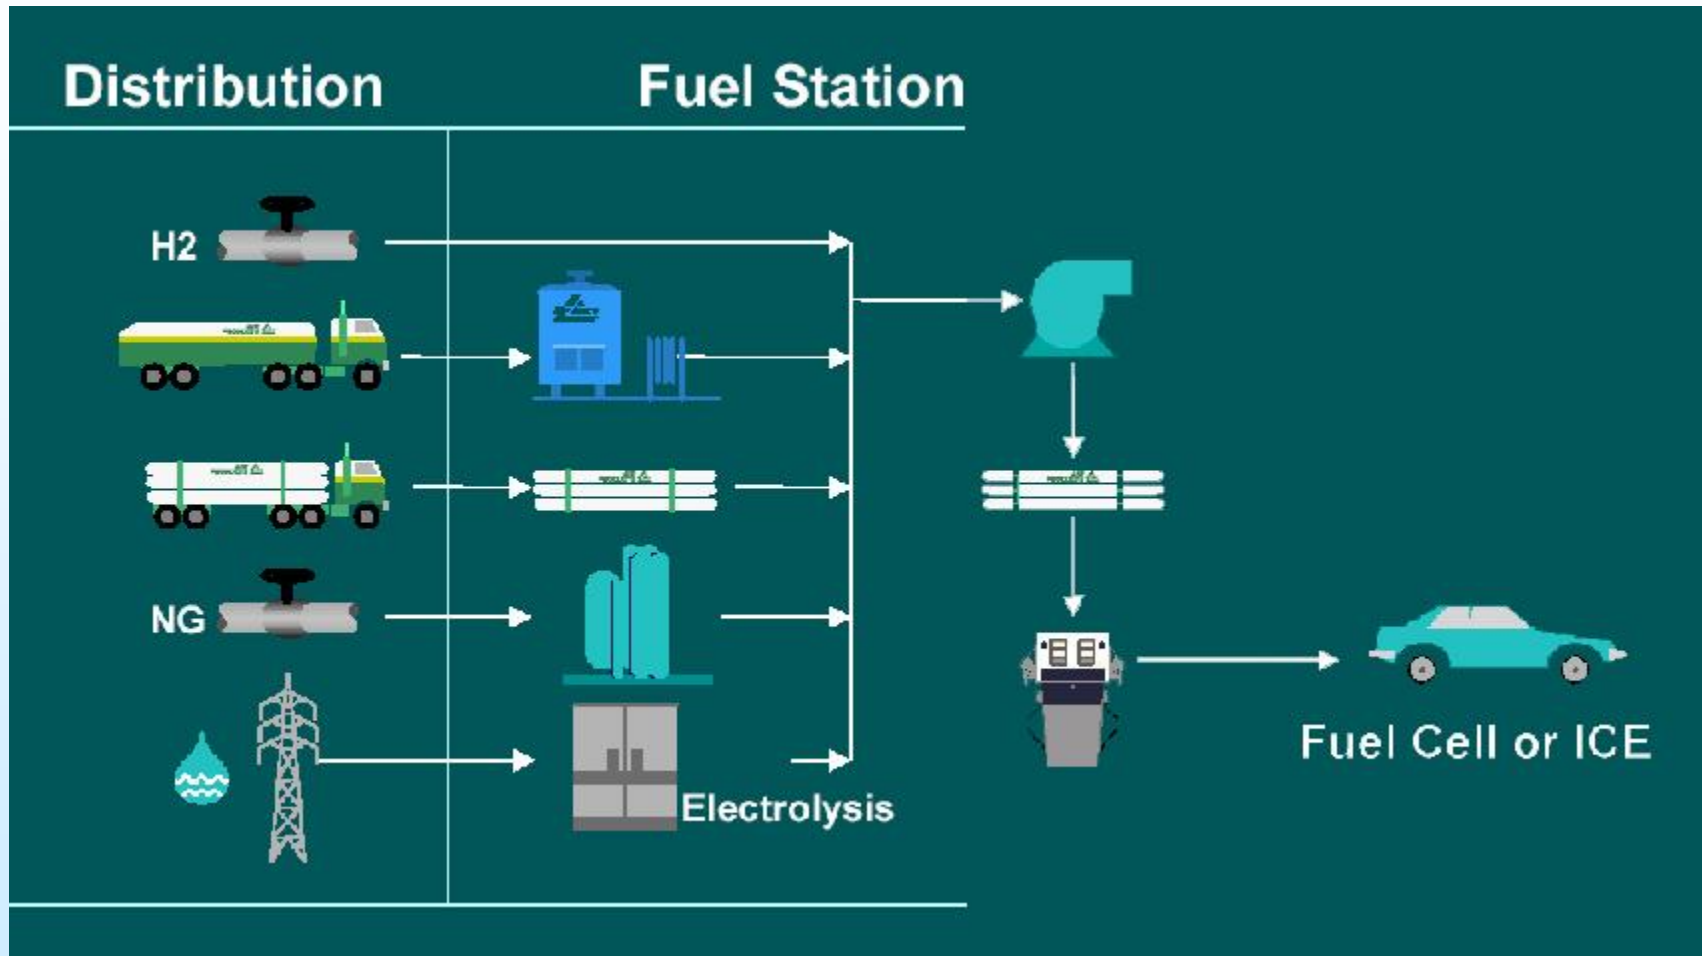 Distribution
Fuel Station
H2
NG
Electrolysis
Fuel Cell or ICE